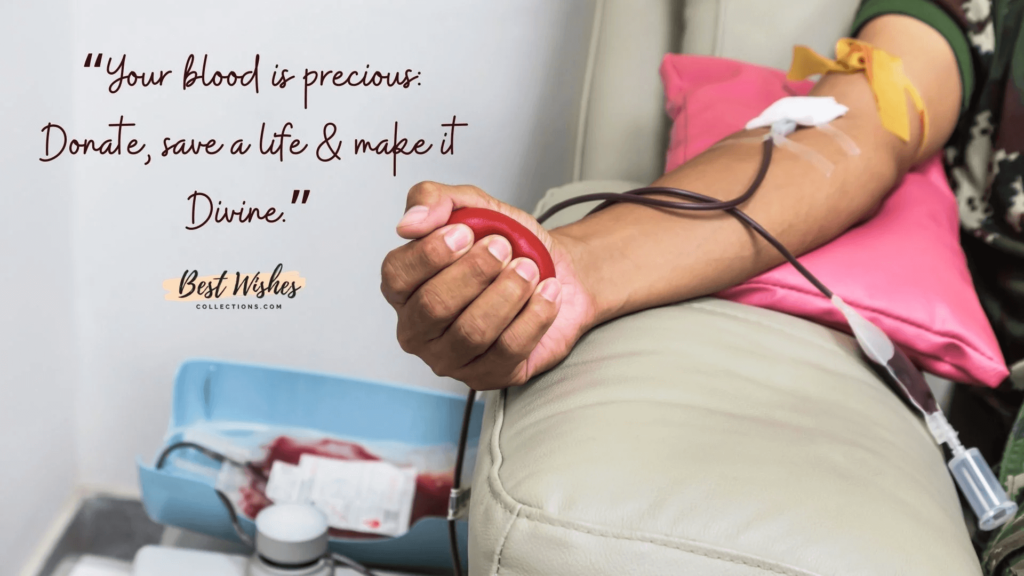 “Your blood is precious:
Donate, save a life & make it
Divine.”
Best Wishes
COLLECTIONS.COM